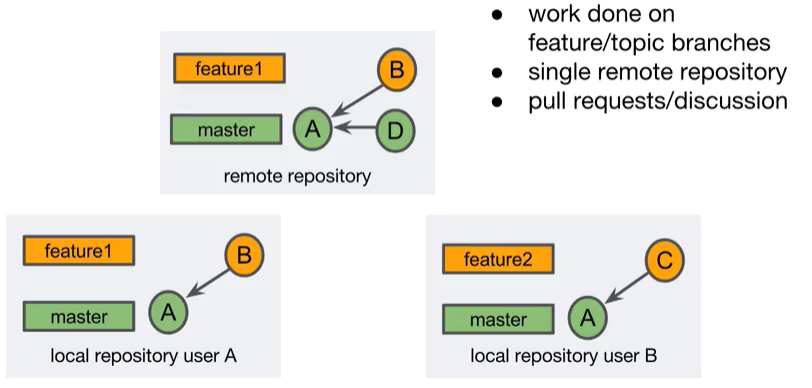 ● work done on
feature/topic branches
● single remote repository
● pull requests/discussion
feature1
B
master
A
D
remote repository
feature1
B
master
A
local repository user A
feature2
C
master
A
local repository user B